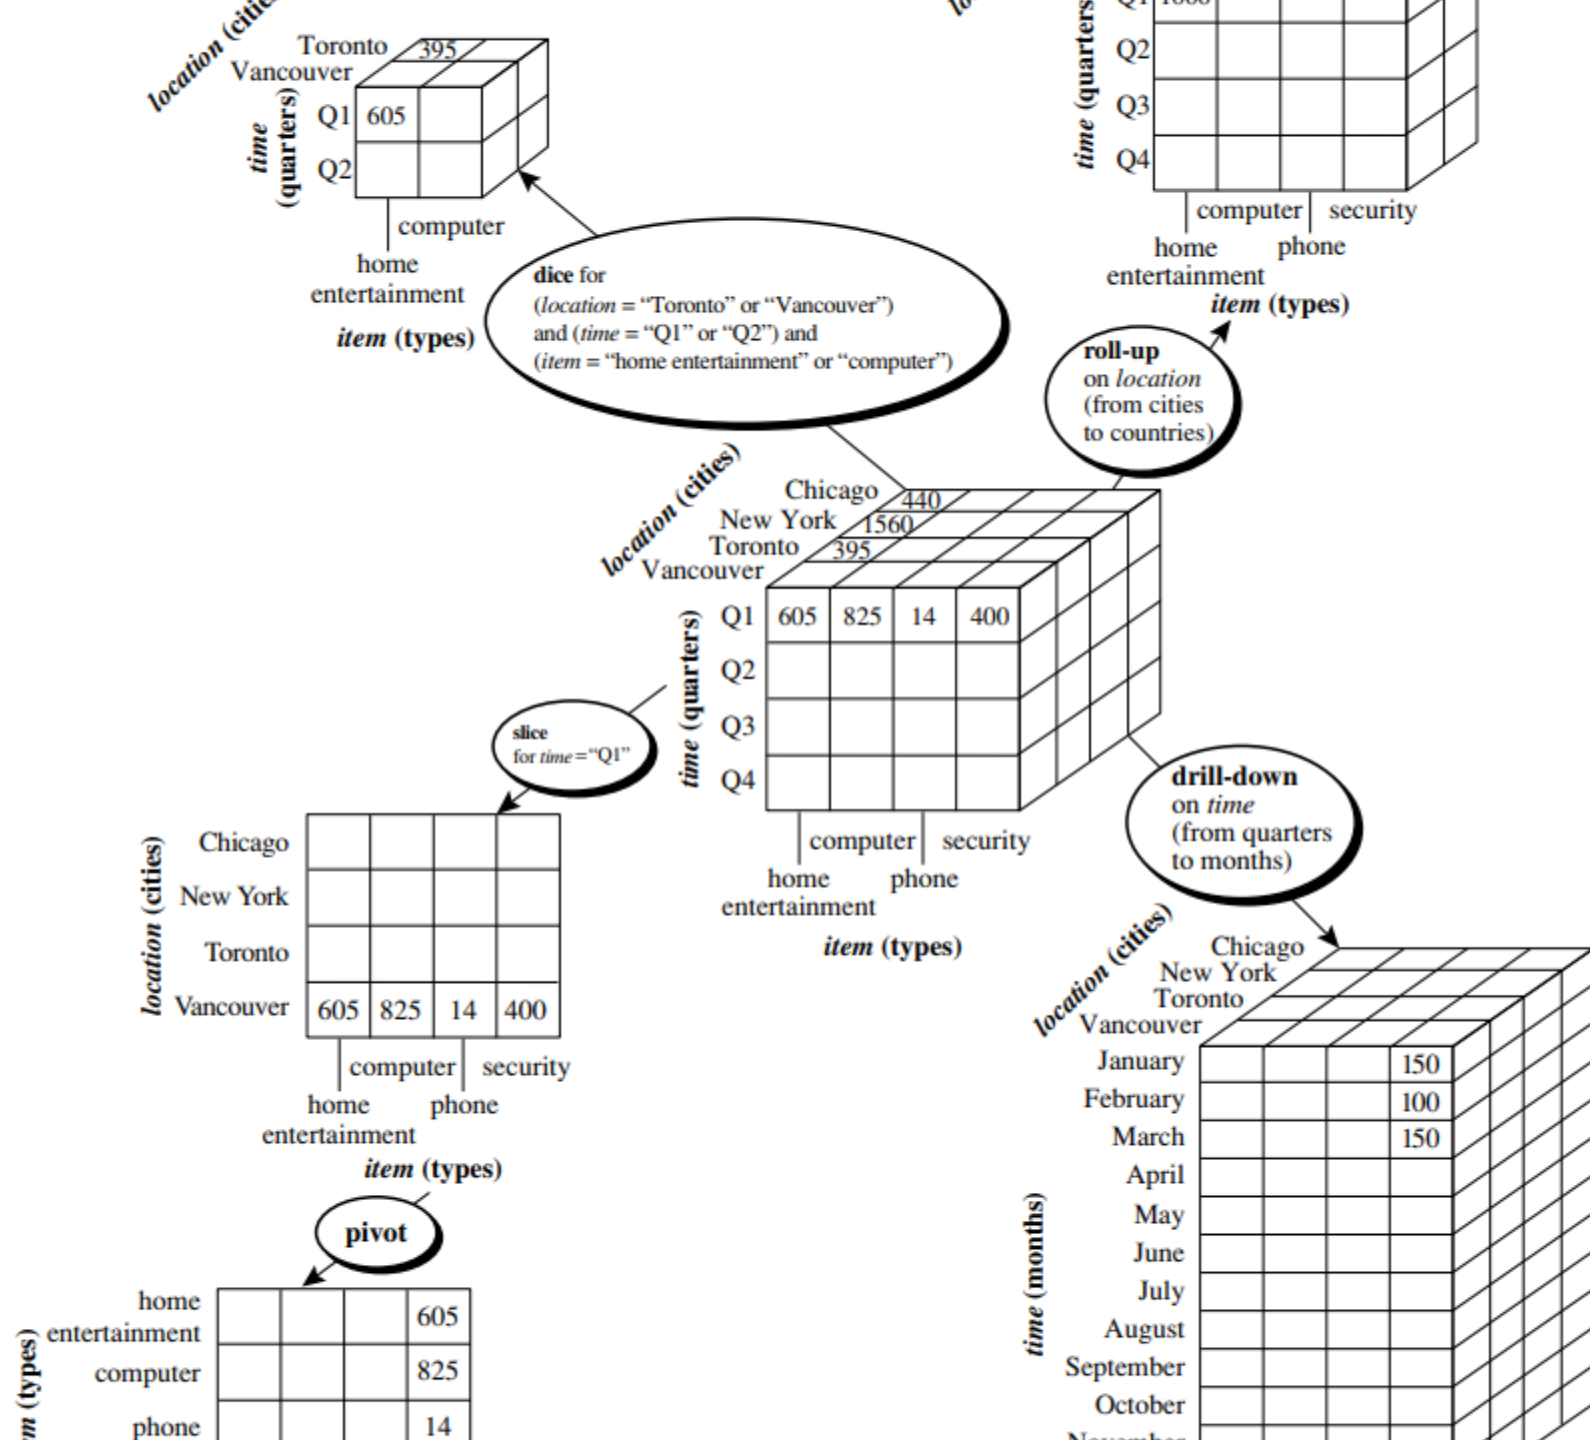 location (cities)
Toronto 395
Vancouver
time
(quarters)
Q1 605
Q2
computer
home
entertainment
item (types)
time (quarters)
Q1 1000
Q2
Q3
Q4
computer security
home phone
entertainment
item (types)
dice for
(location = “Toronto” or “Vancouver”)
and (time = “Q1” or “Q2”) and
(item = “home entertainment” or “computer”)
roll-up
on location
(from cities
to countries)
location (cities)
Chicago 440
New York 1560
Toronto 395
Vancouver
time (quarters)
Q1 605 825 14 400
Q2
Q3
Q4
computer security
home phone
entertainment
item (types)
slice
for time =“Q1”
location (cities)
Chicago
New York
Toronto
Vancouver 605 825 14 400
computer security
home phone
entertainment
item (types)
drill-down
on time
(from quarters
to months)
location (cities)
Chicago
New York
Toronto
Vancouver
time (months)
January 150
February 100
March 150
April
May
June
July
August
September
October
November
pivot
home
entertainment 605
computer 825
phone 14
(types)